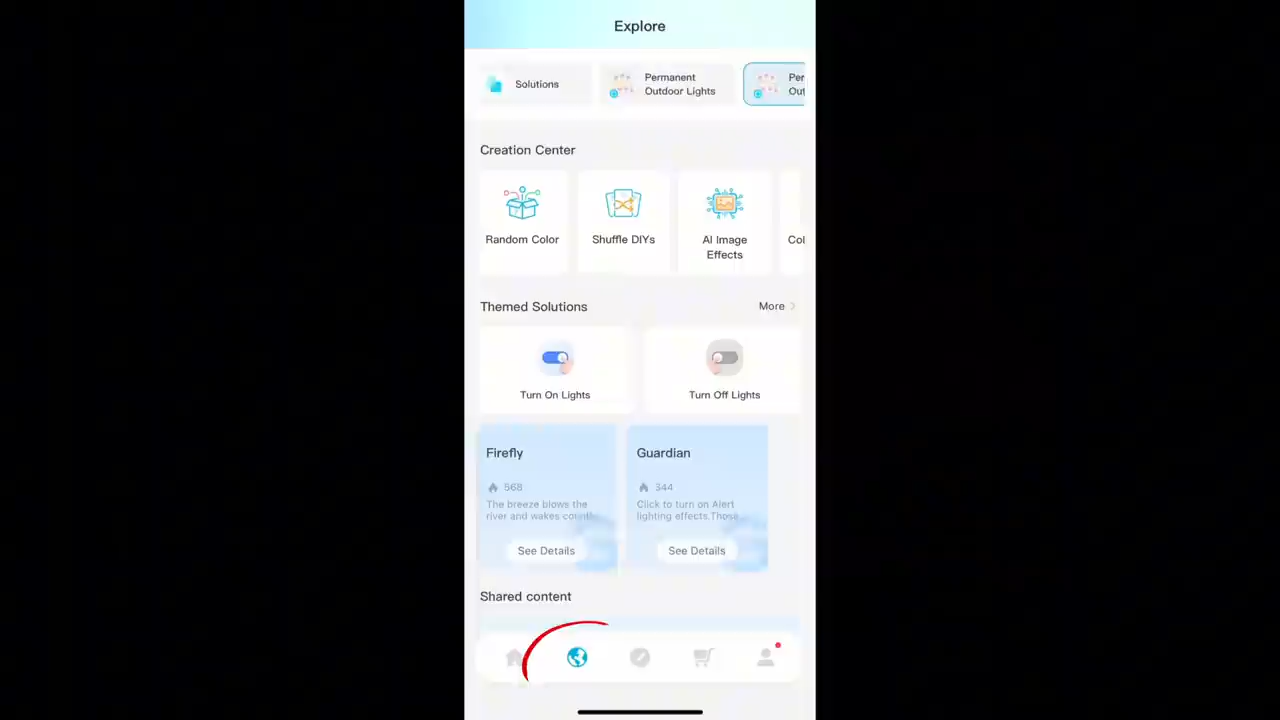 Explore
Solutions
Permanent
Outdoor Lights
Per
Out
Creation Center
Random Color
Shuffle DIYs
AI Image
Effects
Col
Themed Solutions
More
Turn On Lights
Turn Off Lights
Firefly
568
The breeze blows the
river and wakes
See Details
Guardian
344
Click to turn on Alert
lighting effects.Those
See Details
Shared content